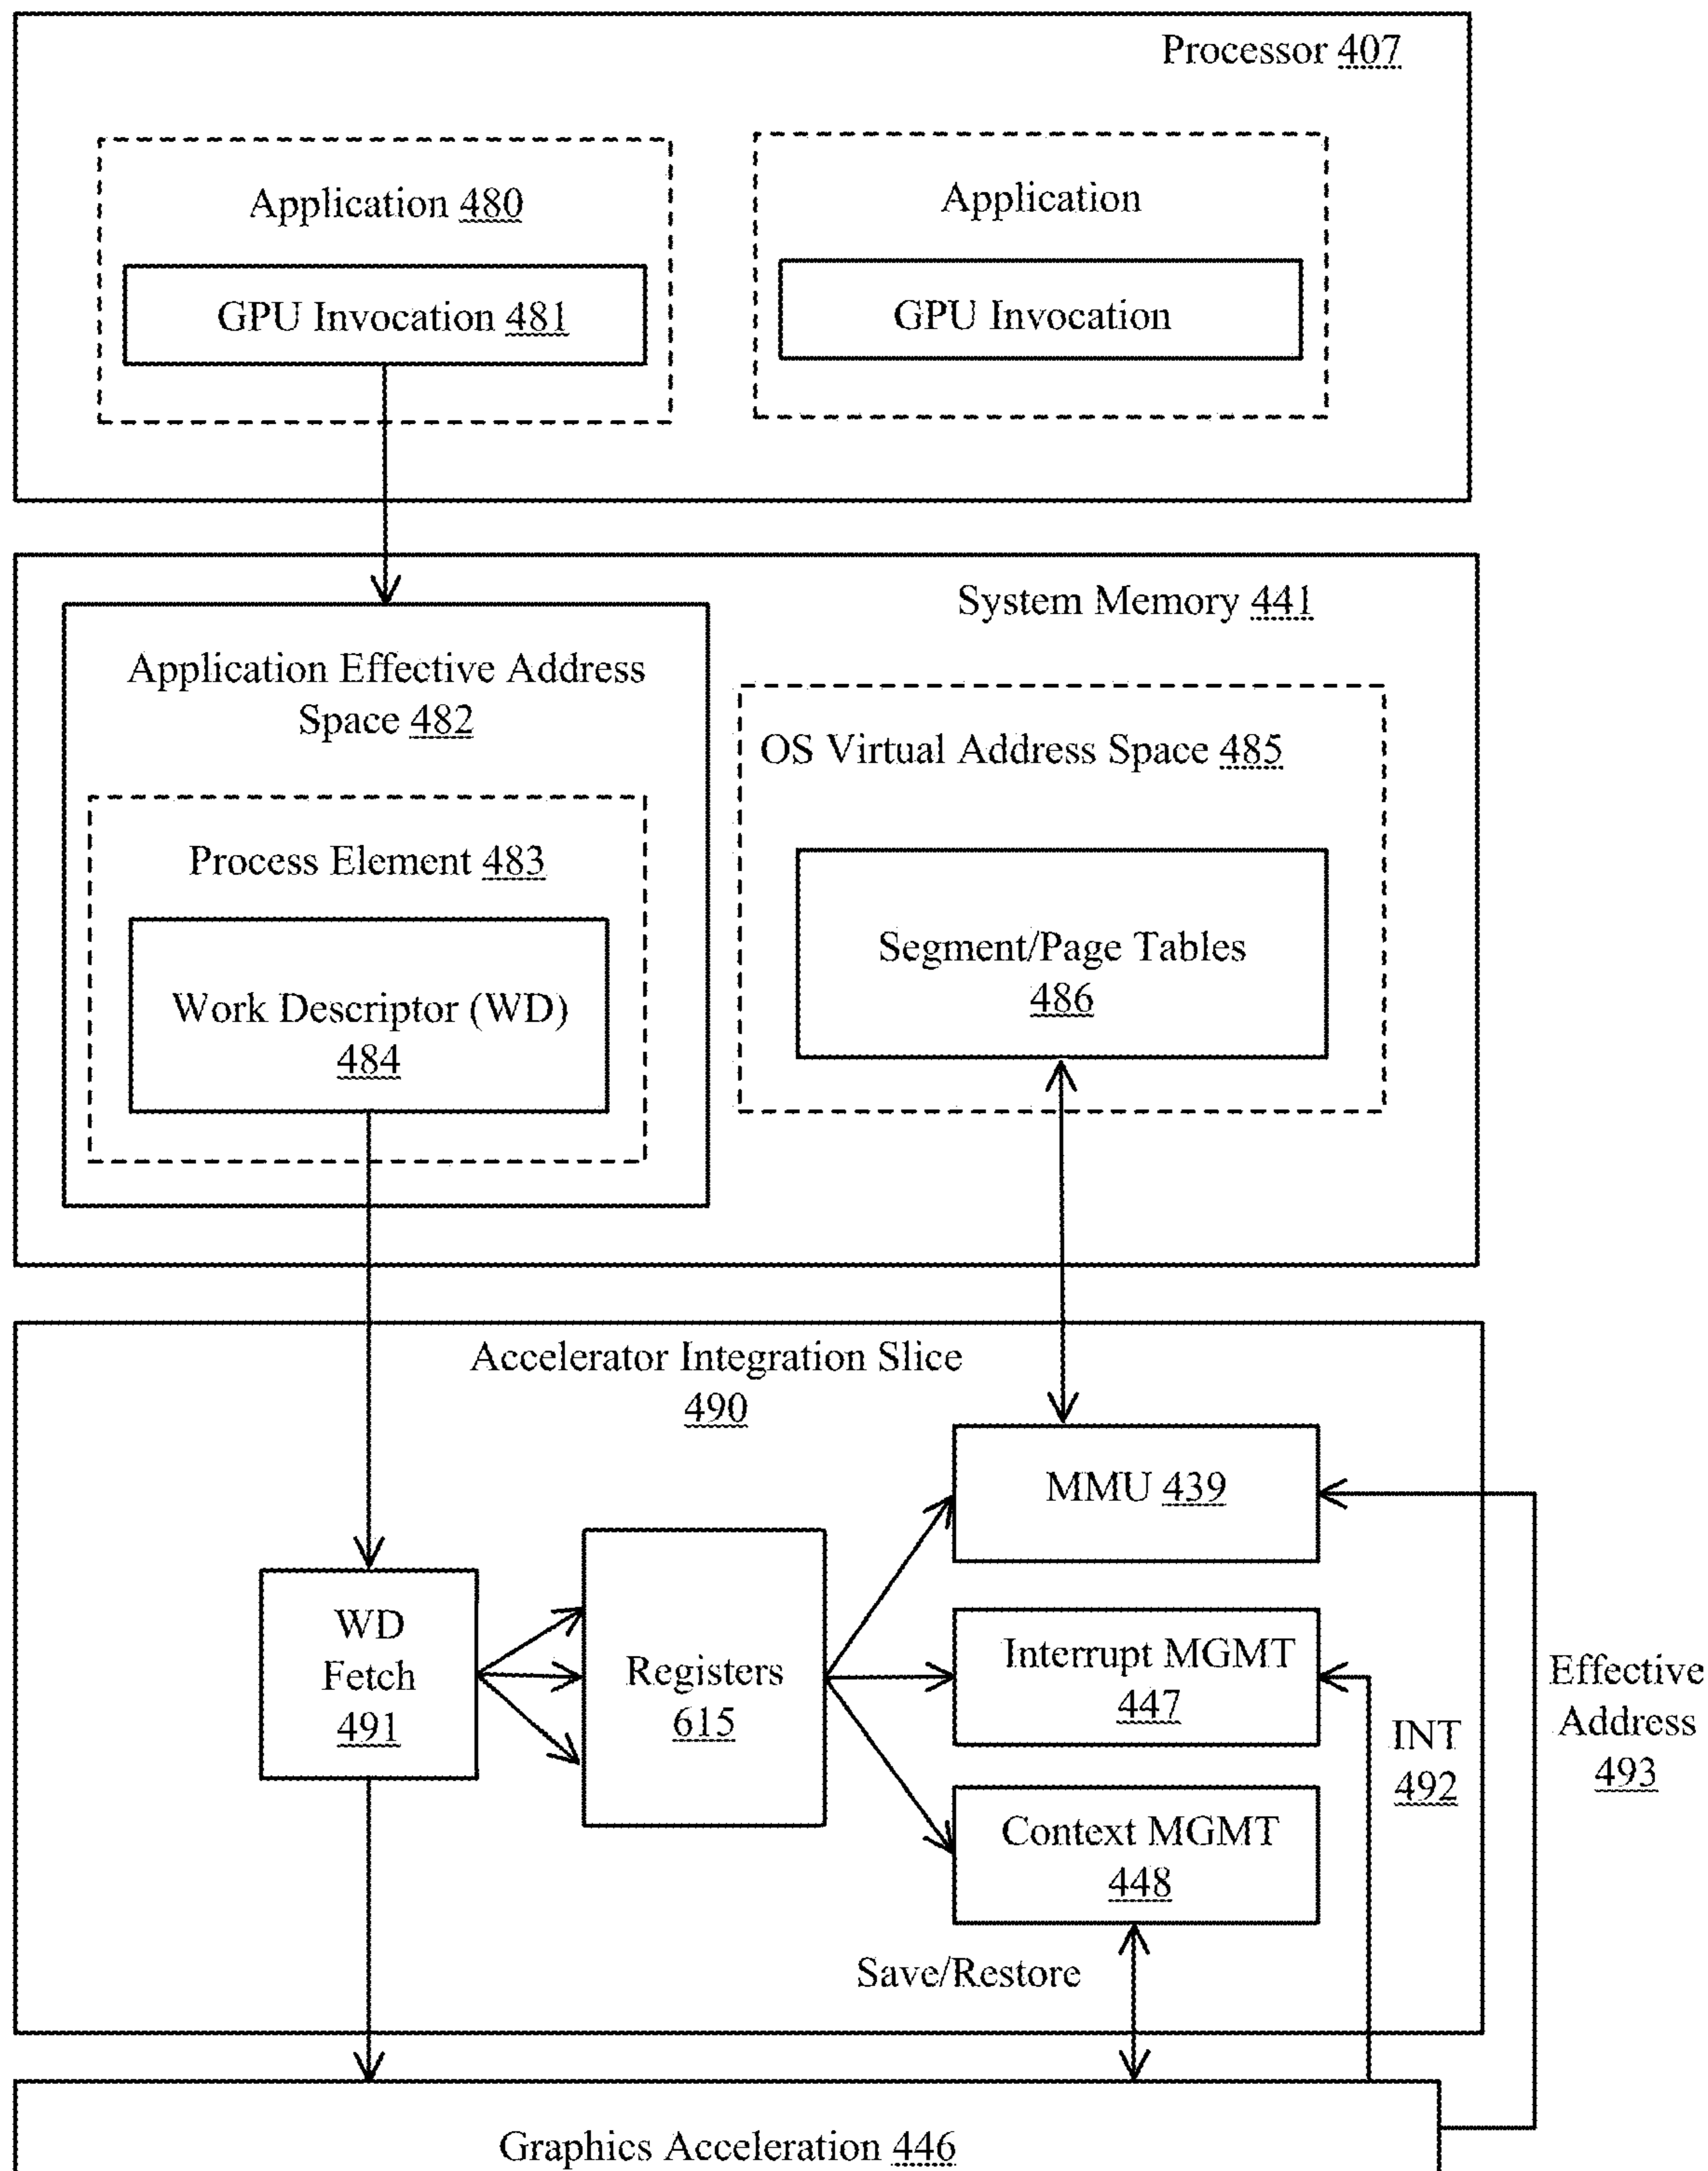 Processor 407
Application 480
GPU Invocation 481
Application
GPU Invocation
System Memory 441
Application Effective Address
Space 482
Process Element 483
Work Descriptor (WD)
484
OS Virtual Address Space 485
Segment/Page Tables
486
Accelerator Integration Slice
490
WD
Fetch
491
Registers
615
MMU 439
Interrupt MGMT
447
Context MGMT
448
Save/Restore
INT
492
Effective
Address
493
Graphics Acceleration 446